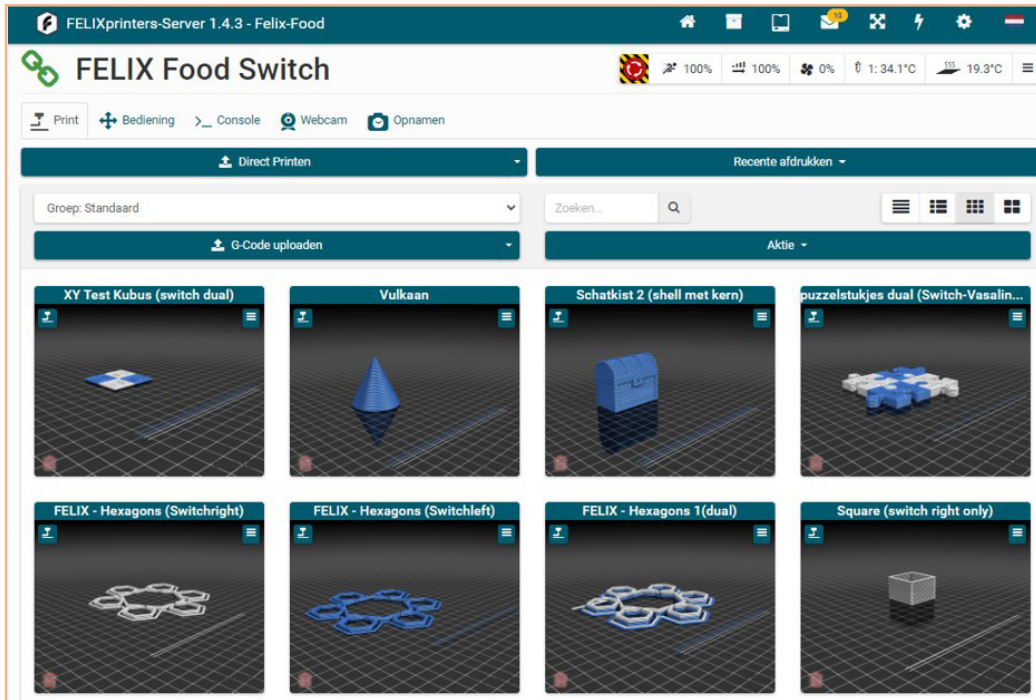 FELIXprinters-Server 1.4.3 - Felix-Food
10
FELIX Food Switch
100% 100% 0% 1: 34.1°C 19.3°C
Print Bediening >_ Console Webcam Opnamen
Direct Printen
Recente afdrukken
Groep: Standaard
Zoeken...
G-Code uploaden
Aktie
XY Test Kubus (switch dual)
Vulkaan
Schatkist 2 (shell met kern)
puzzelstukjes dual (Switch-Vasalin...
FELIX - Hexagons (Switchright)
FELIX - Hexagons (Switchleft)
FELIX - Hexagons 1(dual)
Square (switch right only)